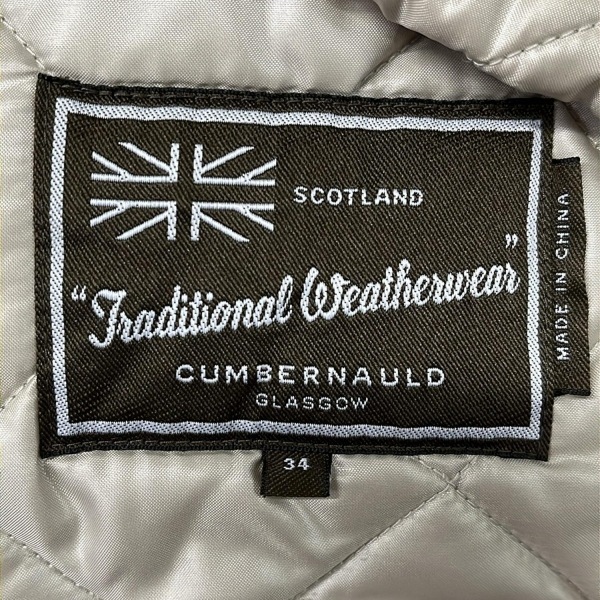 SCOTLAND
"Traditional Weatherwear"
CUMBERNAULD
GLASGOW
MADE IN CHINA
34